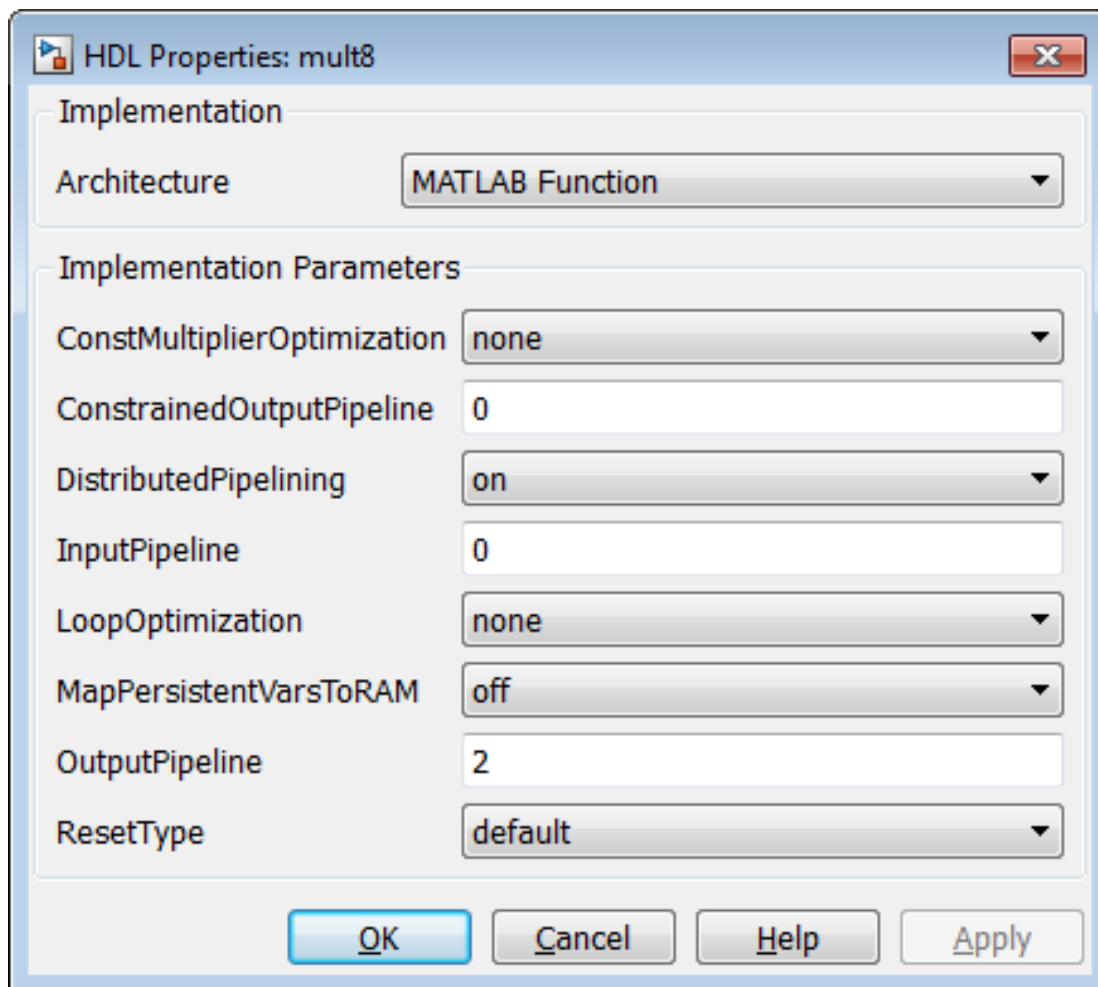 HDL Properties: mult8
Implementation
Architecture MATLAB Function
Implementation Parameters
ConstMultiplierOptimization none
ConstrainedOutputPipeline 0
DistributedPipelining on
InputPipeline 0
LoopOptimization none
MapPersistentVarsToRAM off
OutputPipeline 2
ResetType default
OK Cancel Help Apply